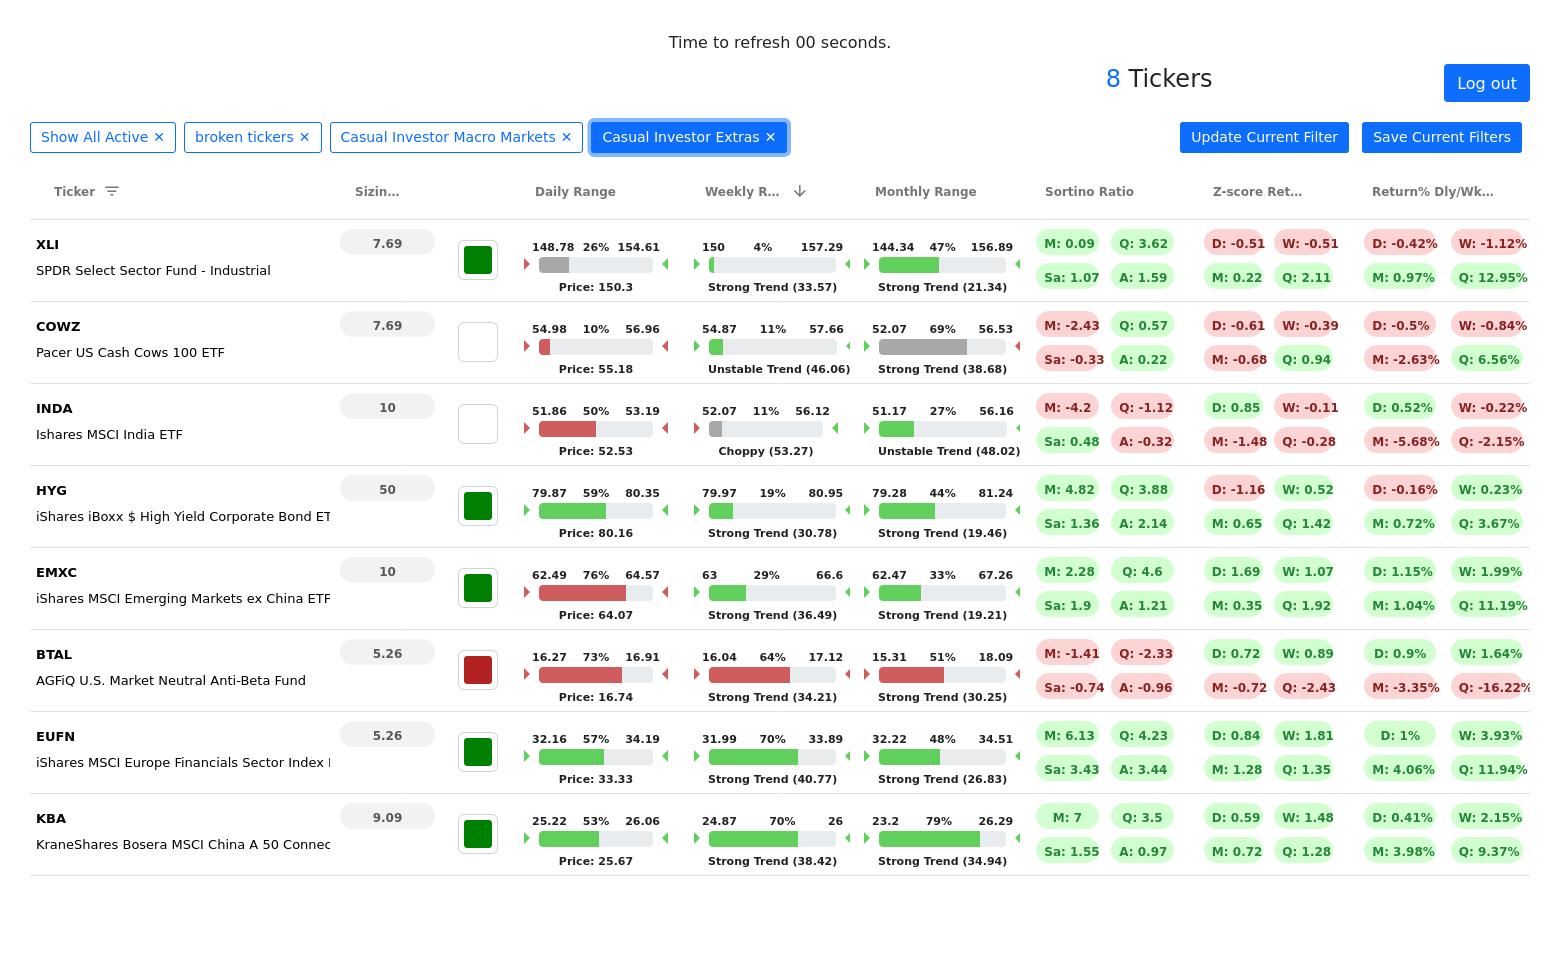 Time to refresh 00 seconds.
8 Tickers
Log out
Show All Active ✕ broken tickers ✕ Casual Investor Macro Markets ✕ Casual Investor Extras ✕ Update Current Filter Save Current Filters
Ticker Sizin... Daily Range Weekly R... Monthly Range Sortino Ratio Z-score Ret... Return% Dly/Wk...
XLI 7.69 148.78 26% 154.61 150 4% 157.29 144.34 47% 156.89 M: 0.09 Q: 3.62 D: -0.51 W: -0.51 D: -0.42% W: -1.12%
SPDR Select Sector Fund - Industrial Sa: 1.07 A: 1.59 M: 0.22 Q: 2.11 M: 0.97% Q: 12.95%
Price: 150.3 Strong Trend (33.57) Strong Trend (21.34)
COWZ 7.69 54.98 10% 56.96 54.87 11% 57.66 52.07 69% 56.53 M: -2.43 Q: 0.57 D: -0.61 W: -0.39 D: -0.5% W: -0.84%
Pacer US Cash Cows 100 ETF Sa: -0.33 A: 0.22 M: -0.68 Q: 0.94 M: -2.63% Q: 6.56%
Price: 55.18 Unstable Trend (46.06) Strong Trend (38.68)
INDA 10 51.86 50% 53.19 52.07 11% 56.12 51.17 27% 56.16 M: -4.2 Q: -1.12 D: 0.85 W: -0.11 D: 0.52% W: -0.22%
Ishares MSCI India ETF Sa: 0.48 A: -0.32 M: -1.48 Q: -0.28 M: -5.68% Q: -2.15%
Price: 52.53 Choppy (53.27) Unstable Trend (48.02)
HYG 50 79.87 59% 80.35 79.97 19% 80.95 79.28 44% 81.24 M: 4.82 Q: 3.88 D: -1.16 W: 0.52 D: -0.16% W: 0.23%
iShares iBoxx $ High Yield Corporate Bond ET Sa: 1.36 A: 2.14 M: 0.65 Q: 1.42 M: 0.72% Q: 3.67%
Price: 80.16 Strong Trend (30.78) Strong Trend (19.46)
EMXC 10 62.49 76% 64.57 63 29% 66.6 62.47 33% 67.26 M: 2.28 Q: 4.6 D: 1.69 W: 1.07 D: 1.15% W: 1.99%
iShares MSCI Emerging Markets ex China ETF Sa: 1.9 A: 1.21 M: 0.35 Q: 1.92 M: 1.04% Q: 11.19%
Price: 64.07 Strong Trend (36.49) Strong Trend (19.21)
BTAL 5.26 16.27 73% 16.91 16.04 64% 17.12 15.31 51% 18.09 M: -1.41 Q: -2.33 D: 0.72 W: 0.89 D: 0.9% W: 1.64%
AGFiQ U.S. Market Neutral Anti-Beta Fund Sa: -0.74 A: -0.96 M: -0.72 Q: -2.43 M: -3.35% Q: -16.22%
Price: 16.74 Strong Trend (34.21) Strong Trend (30.25)
EUFN 5.26 32.16 57% 34.19 31.99 70% 33.89 32.22 48% 34.51 M: 6.13 Q: 4.23 D: 0.84 W: 1.81 D: 1% W: 3.93%
iShares MSCI Europe Financials Sector Index Sa: 3.43 A: 3.44 M: 1.28 Q: 1.35 M: 4.06% Q: 11.94%
Price: 33.33 Strong Trend (40.77) Strong Trend (26.83)
KBA 9.09 25.22 53% 26.06 24.87 70% 26 23.2 79% 26.29 M: 7 Q: 3.5 D: 0.59 W: 1.48 D: 0.41% W: 2.15%
KraneShares Bosera MSCI China A 50 Connec Sa: 1.55 A: 0.97 M: 0.72 Q: 1.28 M: 3.98% Q: 9.37%
Price: 25.67 Strong Trend (38.42) Strong Trend (34.94)